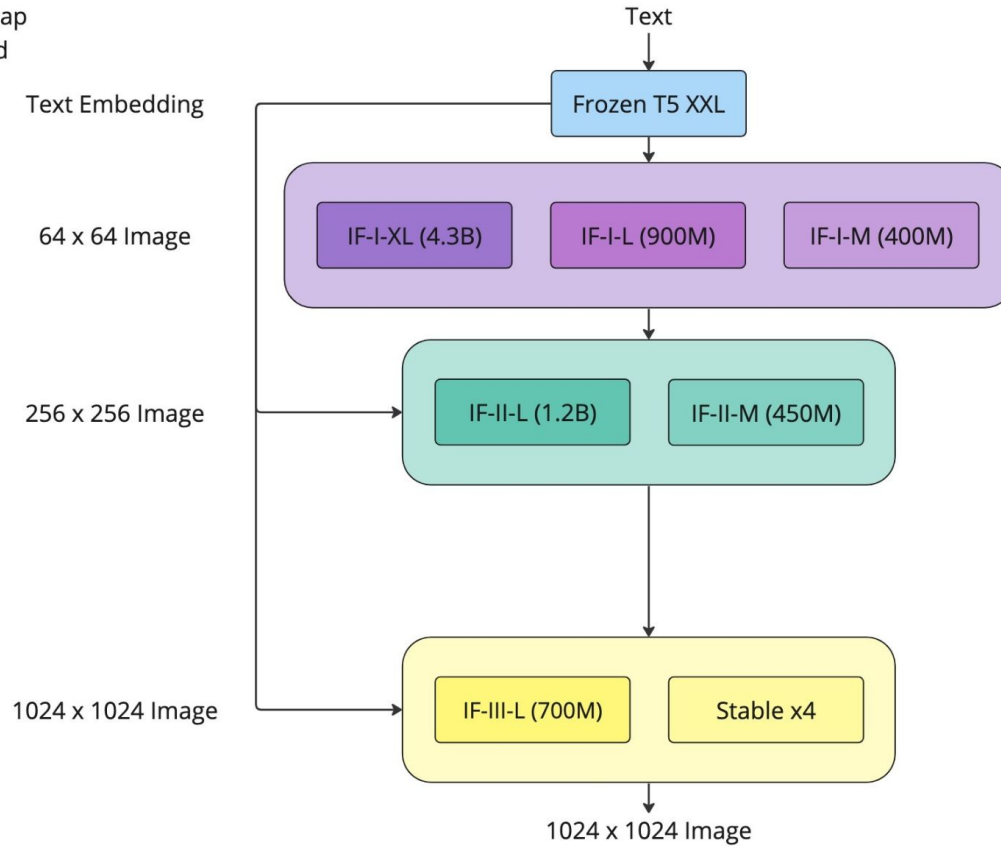 Text
Text Embedding
Frozen T5 XXL
64 x 64 Image
IF-I-XL (4.3B)
IF-I-L (900M)
IF-I-M (400M)
256 x 256 Image
IF-II-L (1.2B)
IF-II-M (450M)
1024 x 1024 Image
IF-III-L (700M)
Stable x4
1024 x 1024 Image